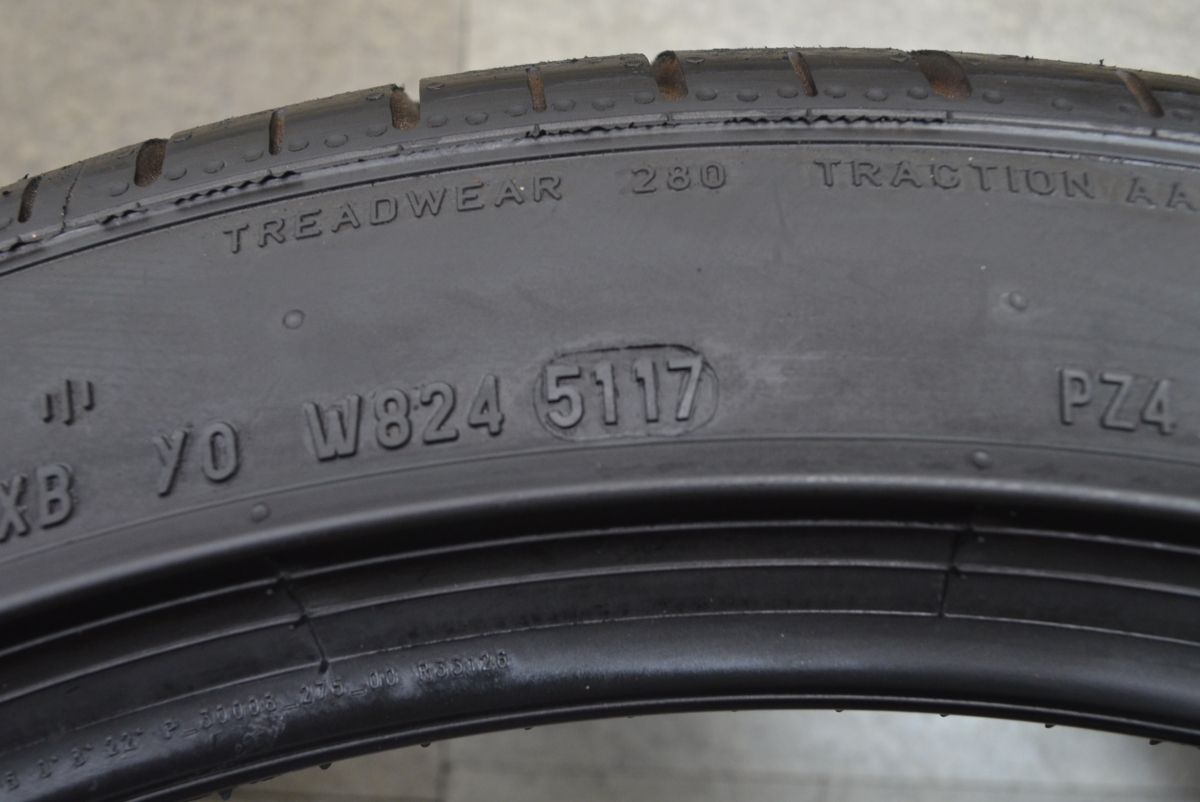 TREADWEAR 280 TRACTION AA
XB Y0 W824 5117 PZ4